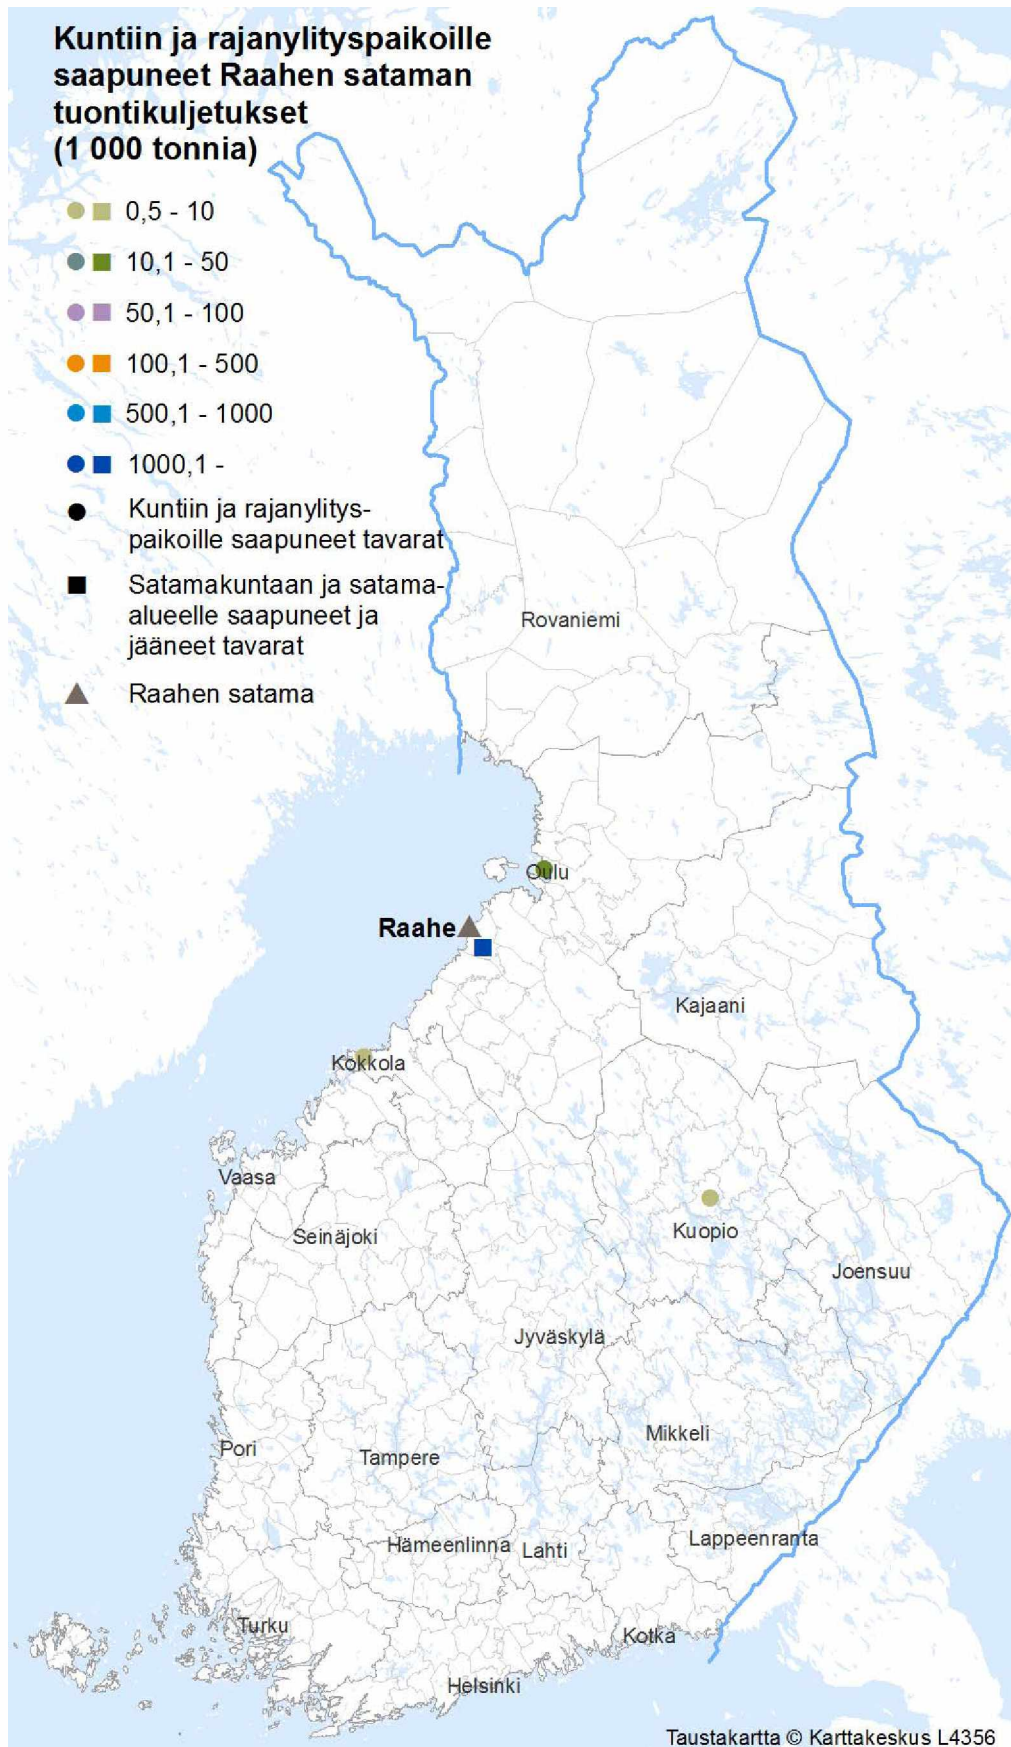 Kuntiin ja rajanylityspaikoille
saapuneet Raahen sataman
tuontikuljetukset
(1 000 tonnia)
0,5 - 10
10,1 - 50
50,1 - 100
100,1 - 500
500,1 - 1000
1000,1 -
Kuntiin ja rajanylitys-
paikoille saapuneet tavarat
Satamakuntaan ja satama-
alueelle saapuneet ja
jääneet tavarat
Raahen satama
Rovaniemi
Oulu
Raahe
Kajaani
Kokkola
Vaasa
Kuopio
Seinäjoki
Joensuu
Jyväskylä
Mikkeli
Pori
Tampere
Lappeenranta
Hämeenlinna
Lahti
Turku
Kotka
Helsinki
Taustakartta © Karttakeskus L4356